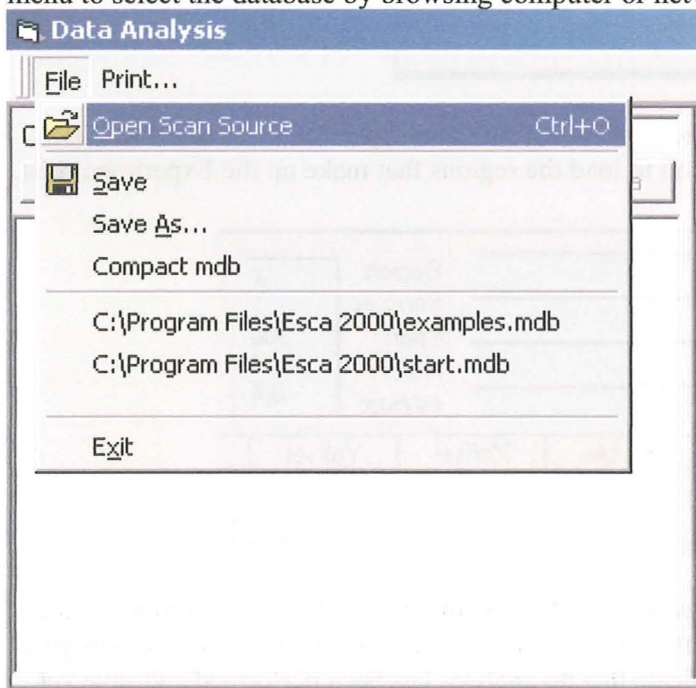 menu to select the database by browsing computer or net
Data Analysis
File Print...
Open Scan Source Ctrl+O
Save
Save As...
Compact mdb
C:\Program Files\Esca 2000\examples.mdb
C:\Program Files\Esca 2000\start.mdb
Exit